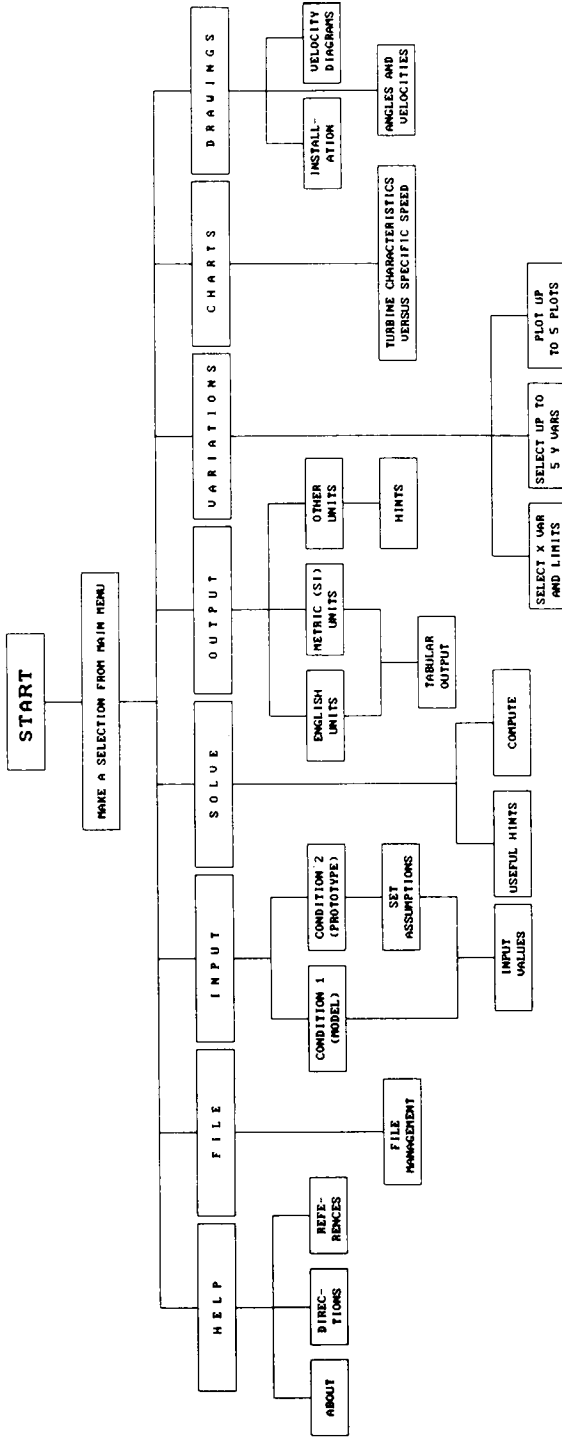 START
MAKE A SELECTION FROM MAIN MENU
HELP
FILE
INPUT
SOLVE
OUTPUT
VARIATIONS
CHARTS
DRAWINGS
ABOUT
DIREC-
TIONS
REFE-
RENCES
FILE
MANAGEMENT
CONDITION 1
(MODEL)
CONDITION 2
(PROTOTYPE)
SET
ASSUMPTIONS
INPUT
VALUES
USEFUL HINTS
COMPUTE
ENGLISH
UNITS
METRIC (SI)
UNITS
OTHER
UNITS
TABULAR
OUTPUT
HINTS
SELECT X VAR
AND LIMITS
SELECT UP TO
5 Y VARS
PLOT UP
TO 5 PLOTS
TURBINE CHARACTERISTICS
VERSUS SPECIFIC SPEED
INSTALL-
ATION
VELOCITY
DIAGRAMS
ANGLES AND
VELOCITIES